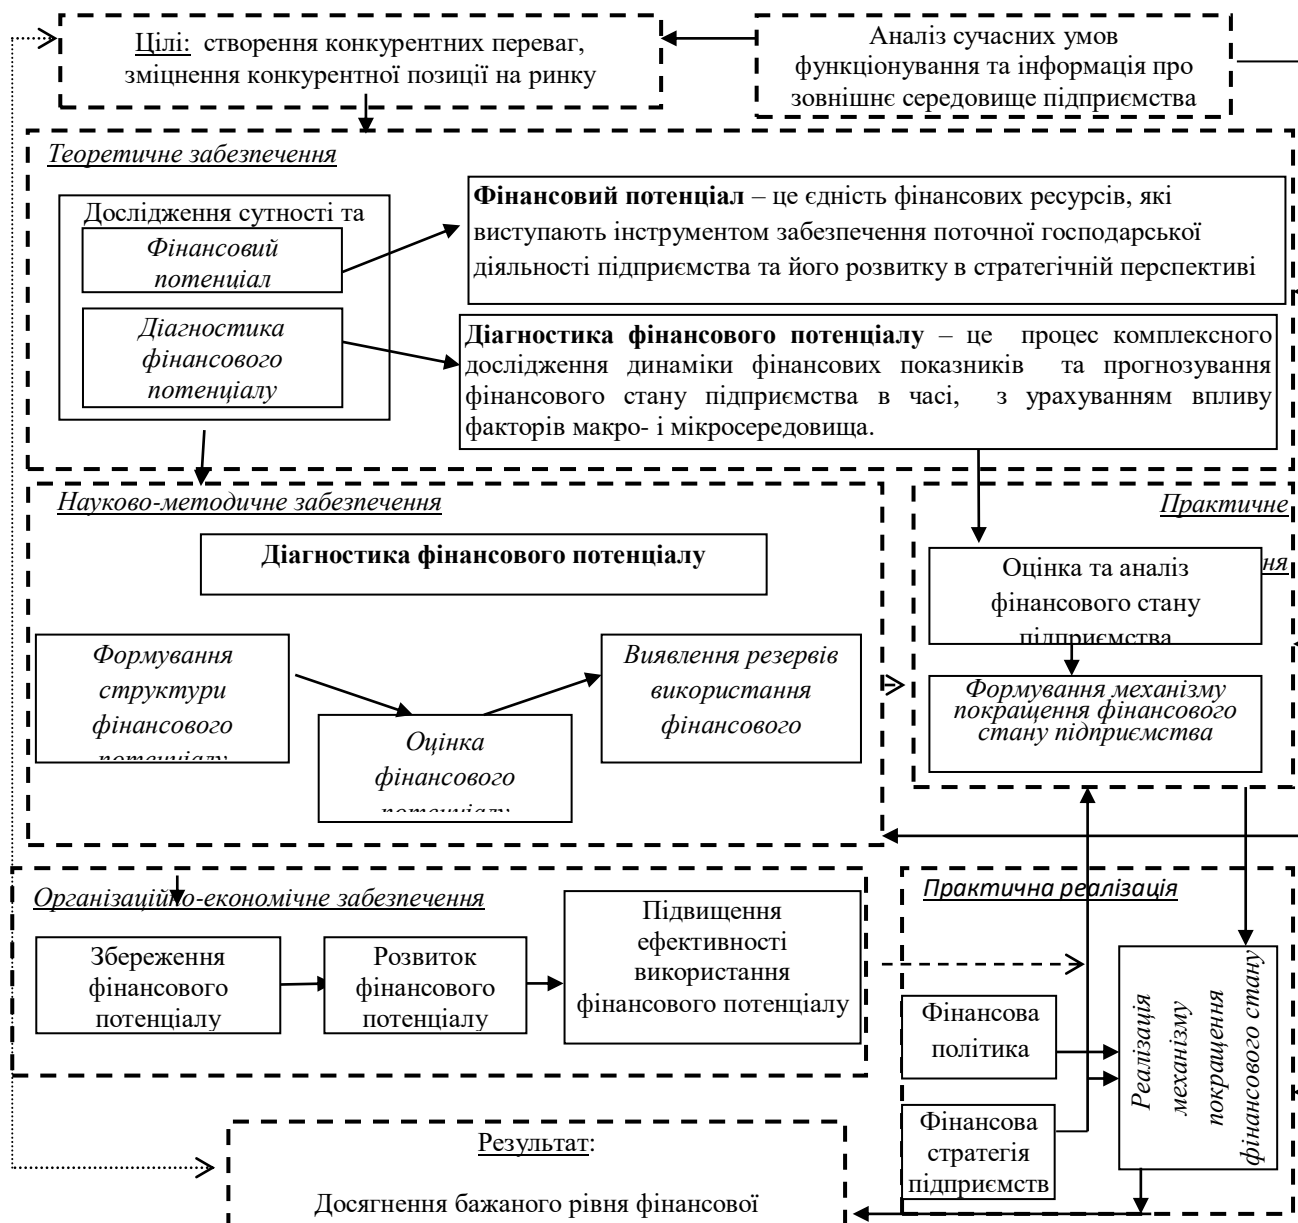 Цілі: створення конкурентних переваг,
зміцнення конкурентної позиції на ринку
Аналіз сучасних умов
функціонування та інформація про
зовнішнє середовище підприємства
Теоретичне забезпечення
Дослідження сутності та
Фінансовий
потенціал
Діагностика
фінансового
потенціалу
Фінансовий потенціал – це єдність фінансових ресурсів, які
виступають інструментом забезпечення поточної господарської
діяльності підприємства та його розвитку в стратегічній перспективі
Діагностика фінансового потенціалу – це процес комплексного
дослідження динаміки фінансових показників та прогнозування
фінансового стану підприємства в часі, з урахуванням впливу
факторів макро- і мікросередовища.
Науково-методичне забезпечення
Діагностика фінансового потенціалу
Формування
структури
фінансового
потенціалу
Оцінка
фінансового
потенціалу
Виявлення резервів
використання
фінансового
Практичне
ня
Оцінка та аналіз
фінансового стану
підприємства
Формування механізму
покращення фінансового
стану підприємства
Організаційно-економічне забезпечення
Збереження
фінансового
потенціалу
Розвиток
фінансового
потенціалу
Підвищення
ефективності
використання
фінансового потенціалу
Практична реалізація
Фінансова
політика
Фінансова
стратегія
підприємств
Реалізація
механізму
покращення
фінансового стану
Результат:
Досягнення бажаного рівня фінансової